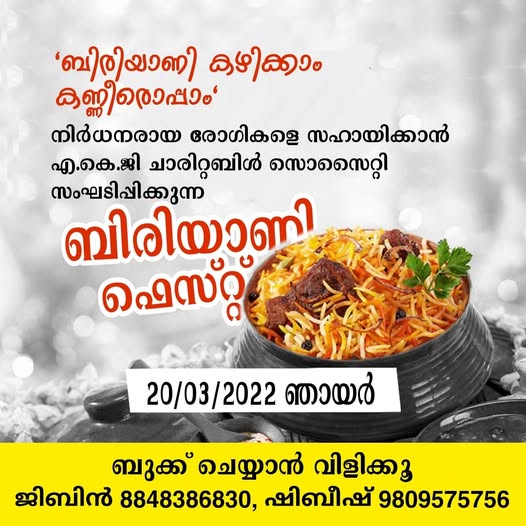 'ബിരിയാണി കഴിക്കാം
കണ്ണീരൊപ്പാം'
നിർധനരായ രോഗികളെ സഹായിക്കാൻ
എ.കെ.ജി ചാരിറ്റബിൾ സൊസൈറ്റി
സംഘടിപ്പിക്കുന്ന
ബിരിയാണി
ഫെസ്റ്റ്
20/03/2022 ഞായർ
ബുക്ക് ചെയ്യാൻ വിളിക്കൂ
ജിബിൻ 8848386830, ഷിബീഷ് 9809575756